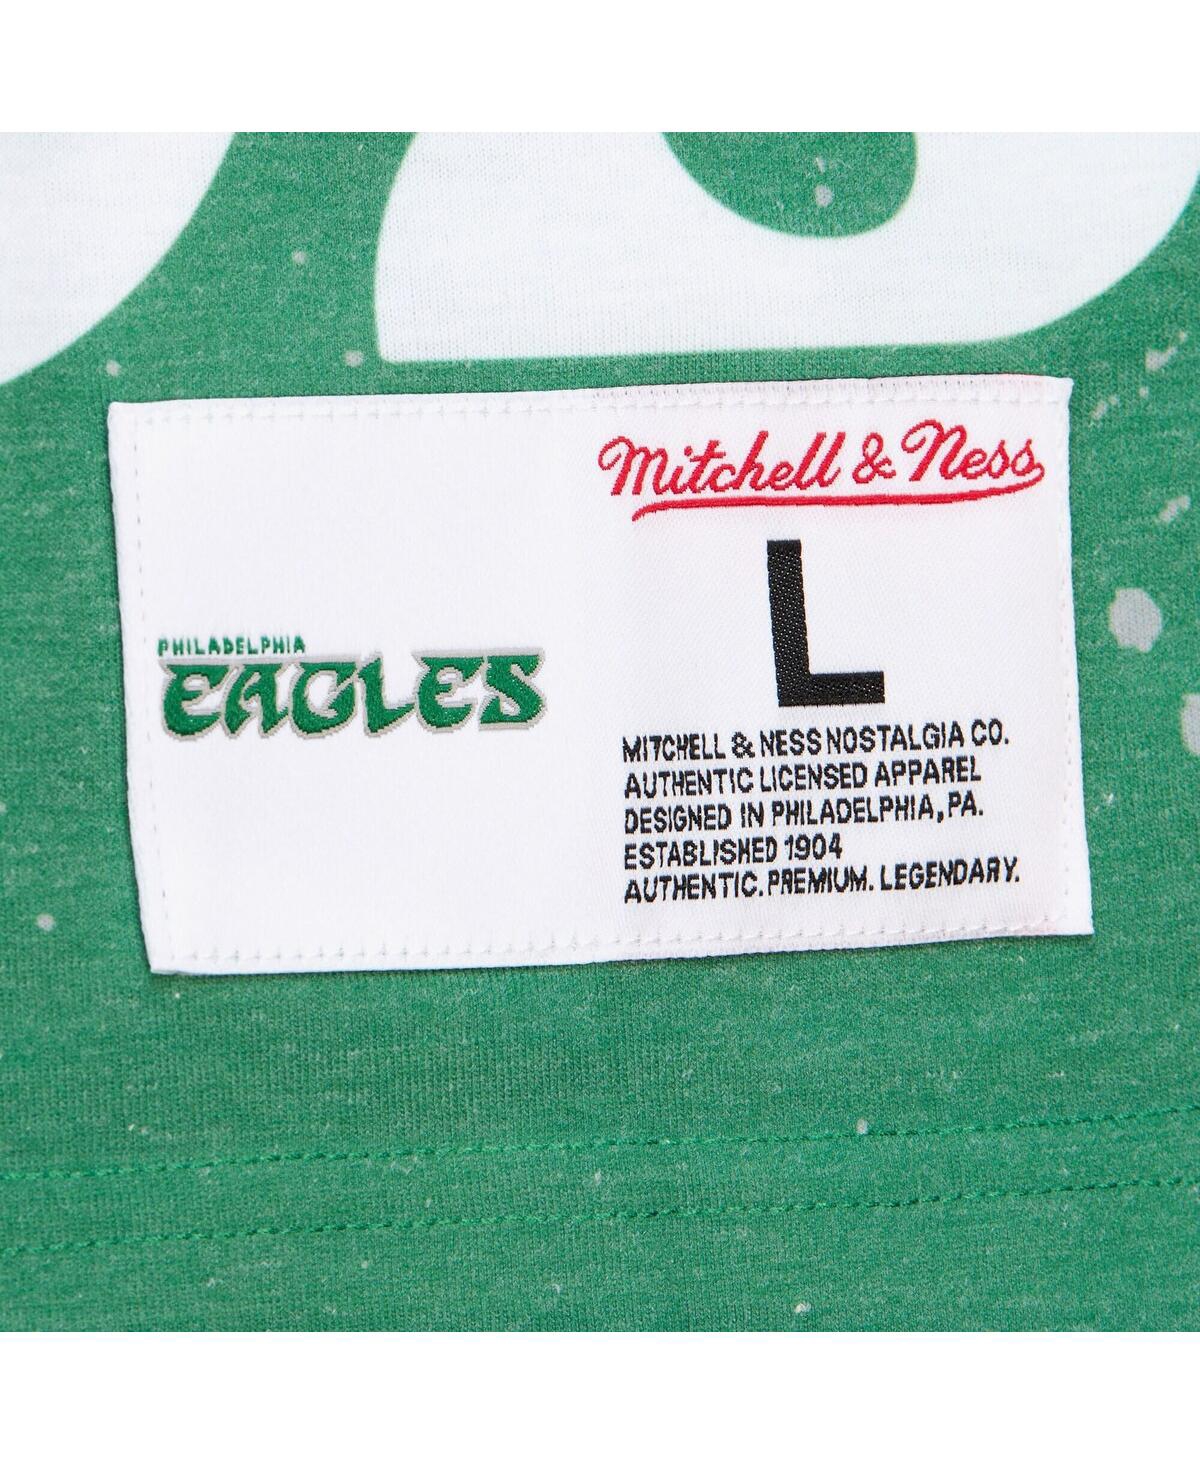 Mitchell & Ness
L
PHILADELPHIA
EAGLES
MITCHELL & NESS NOSTALGIA CO.
AUTHENTIC LICENSED APPAREL
DESIGNED IN PHILADELPHIA, PA.
ESTABLISHED 1904
AUTHENTIC. PREMIUM. LEGENDARY.